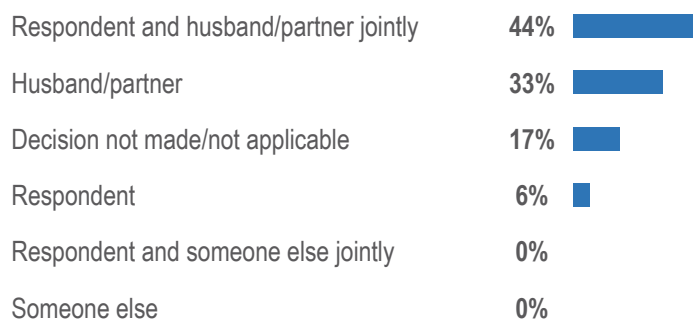 Respondent and husband/partner jointly 44%
Husband/partner 33%
Decision not made/not applicable 17%
Respondent 6%
Respondent and someone else jointly 0%
Someone else 0%